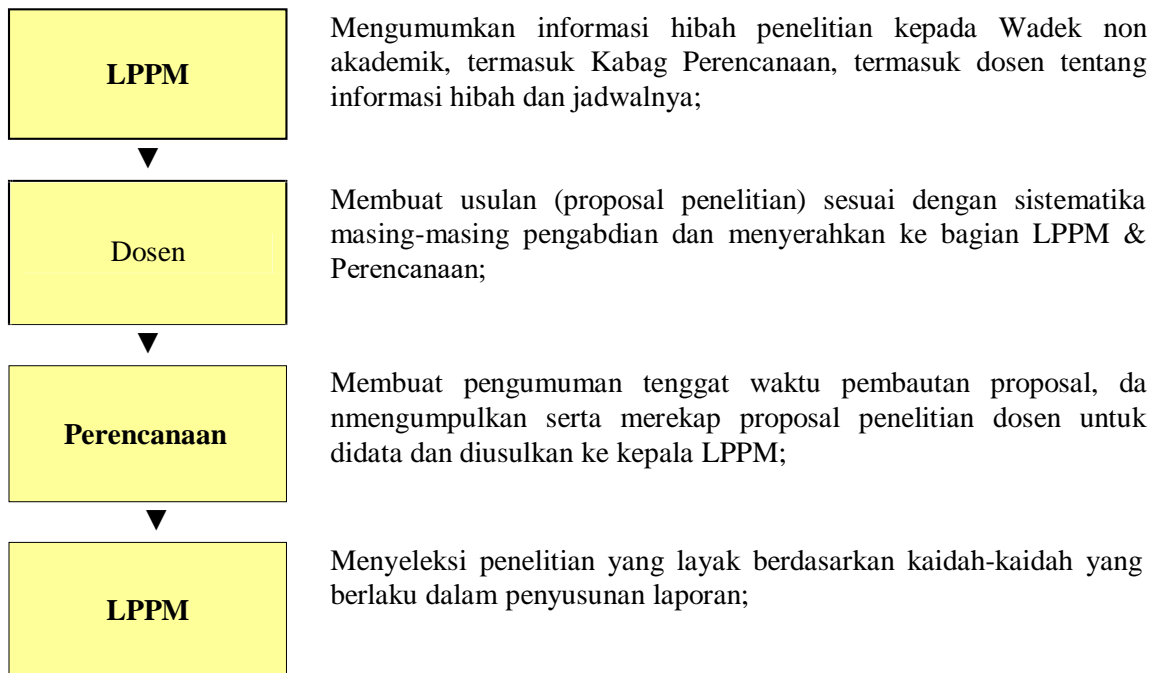 LPPM
Mengumumkan informasi hibah penelitian kepada Wadek non
akademik, termasuk Kabag Perencanaan, termasuk dosen tentang
informasi hibah dan jadwalnya;
Dosen
Membuat usulan (proposal penelitian) sesuai dengan sistematika
masing-masing pengabdian dan menyerahkan ke bagian LPPM &
Perencanaan;
Perencanaan
Membuat pengumuman tenggat waktu pembautan proposal, da
nmengumpulkan serta merekap proposal penelitian dosen untuk
didata dan diusulkan ke kepala LPPM;
LPPM
Menyeleksi penelitian yang layak berdasarkan kaidah-kaidah yang
berlaku dalam penyusunan laporan;